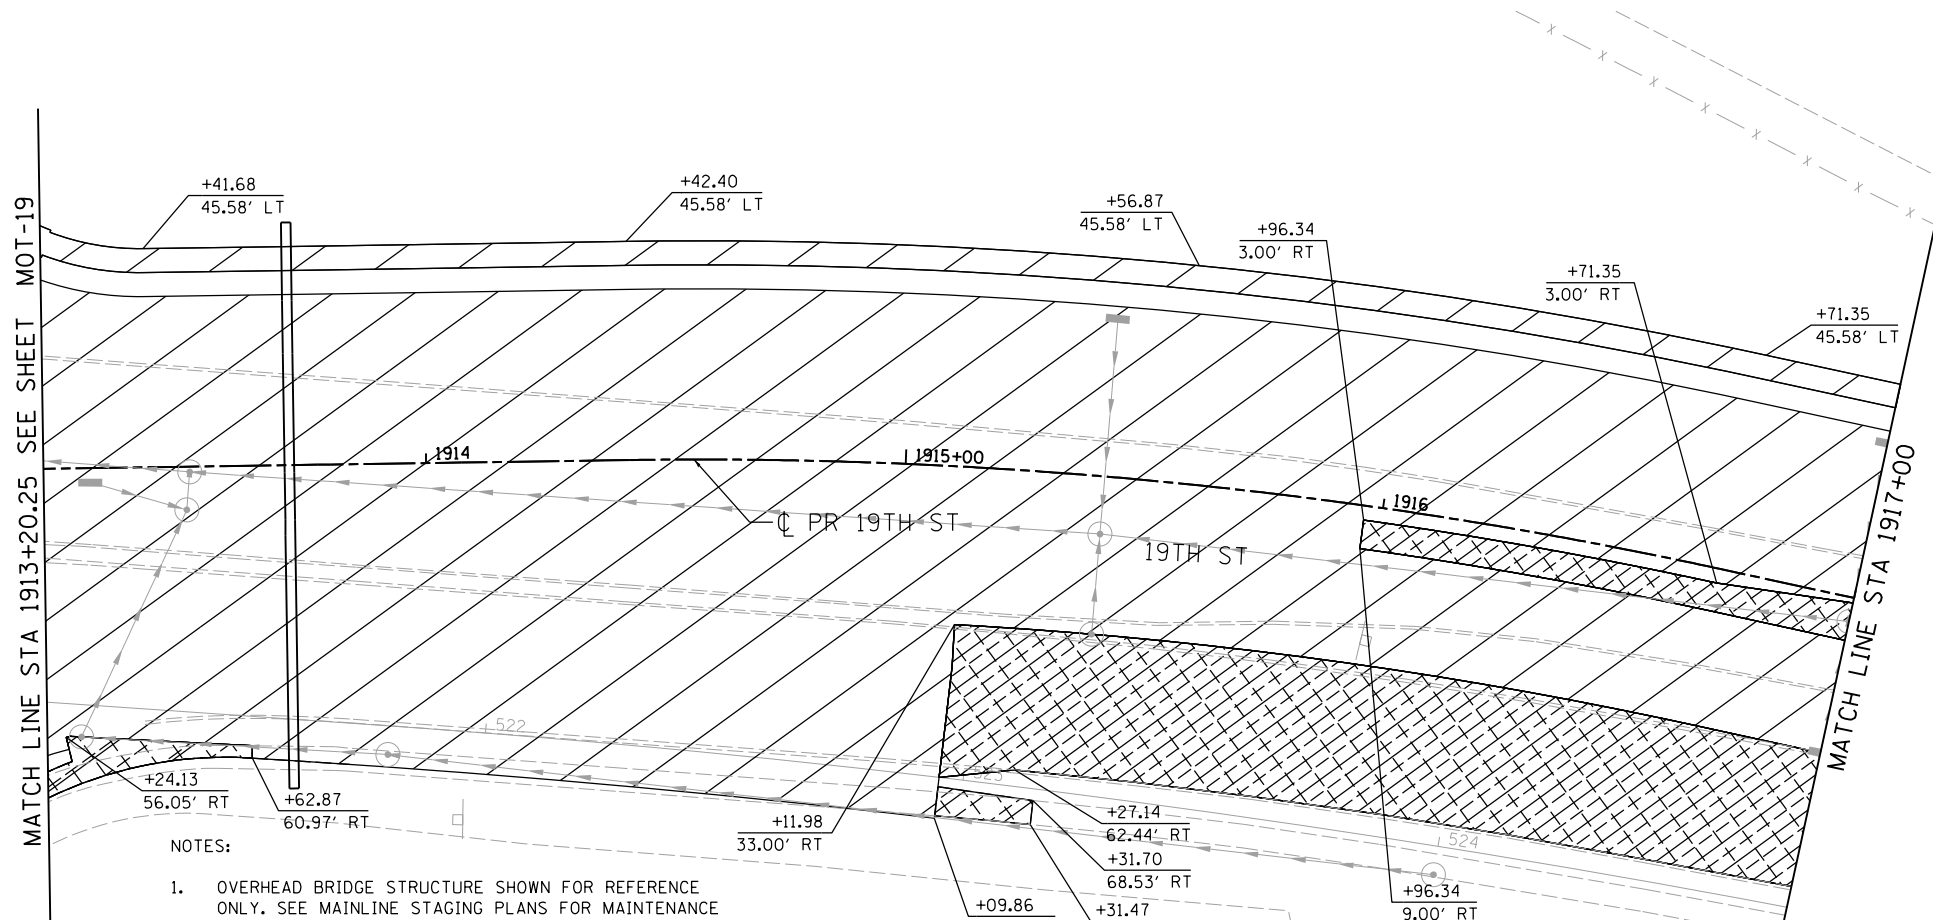 MATCH LINE STA 1913+20.25 SEE SHEET MOT-19
+41.68
45.58' LT
+42.40
45.58' LT
+56.87
45.58' LT
+96.34
3.00' RT
+71.35
3.00' RT
+71.35
45.58' LT
1914
1915+00
1916
℄ PR 19TH ST
19TH ST
MATCH LINE STA 1917+00
522
523
524
+24.13
56.05' RT
+62.87
60.97' RT
+11.98
33.00' RT
+27.14
62.44' RT
+31.70
68.53' RT
+96.34
9.00' RT
+09.86
+31.47
NOTES:
1. OVERHEAD BRIDGE STRUCTURE SHOWN FOR REFERENCE
ONLY. SEE MAINLINE STAGING PLANS FOR MAINTENANCE